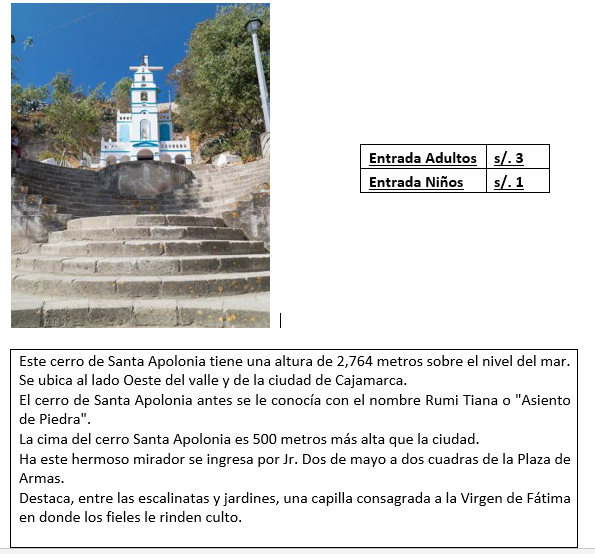 Entrada Adultos s/. 3
Entrada Niños s/. 1
Este cerro de Santa Apolonia tiene una altura de 2,764 metros sobre el nivel del mar.
Se ubica al lado Oeste del valle y de la ciudad de Cajamarca.
El cerro de Santa Apolonia antes se le conocía con el nombre Rumi Tiana o "Asiento
de Piedra".
La cima del cerro Santa Apolonia es 500 metros más alta que la ciudad.
Ha este hermoso mirador se ingresa por Jr. Dos de mayo a dos cuadras de la Plaza de
Armas.
Destaca, entre las escalinatas y jardines, una capilla consagrada a la Virgen de Fátima
en donde los fieles le rinden culto.